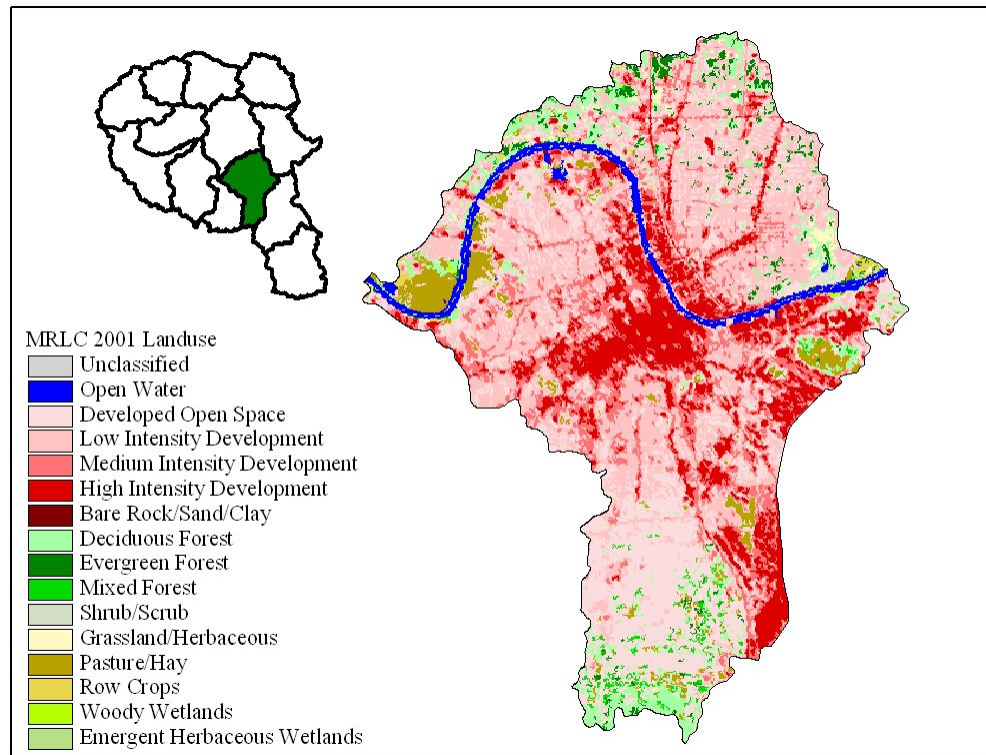 MRLC 2001 Landuse
Unclassified
Open Water
Developed Open Space
Low Intensity Development
Medium Intensity Development
High Intensity Development
Bare Rock/Sand/Clay
Deciduous Forest
Evergreen Forest
Mixed Forest
Shrub/Scrub
Grassland/Herbaceous
Pasture/Hay
Row Crops
Woody Wetlands
Emergent Herbaceous Wetlands